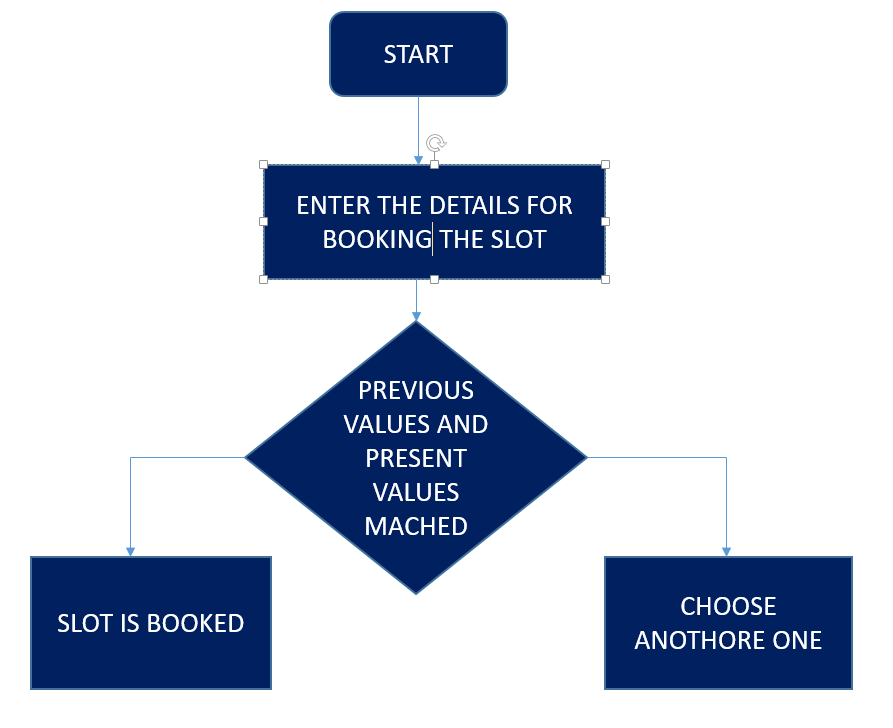 START
ENTER THE DETAILS FOR
BOOKING THE SLOT
PREVIOUS
VALUES AND
PRESENT
VALUES
MACHED
SLOT IS BOOKED
CHOOSE
ANOTHORE ONE